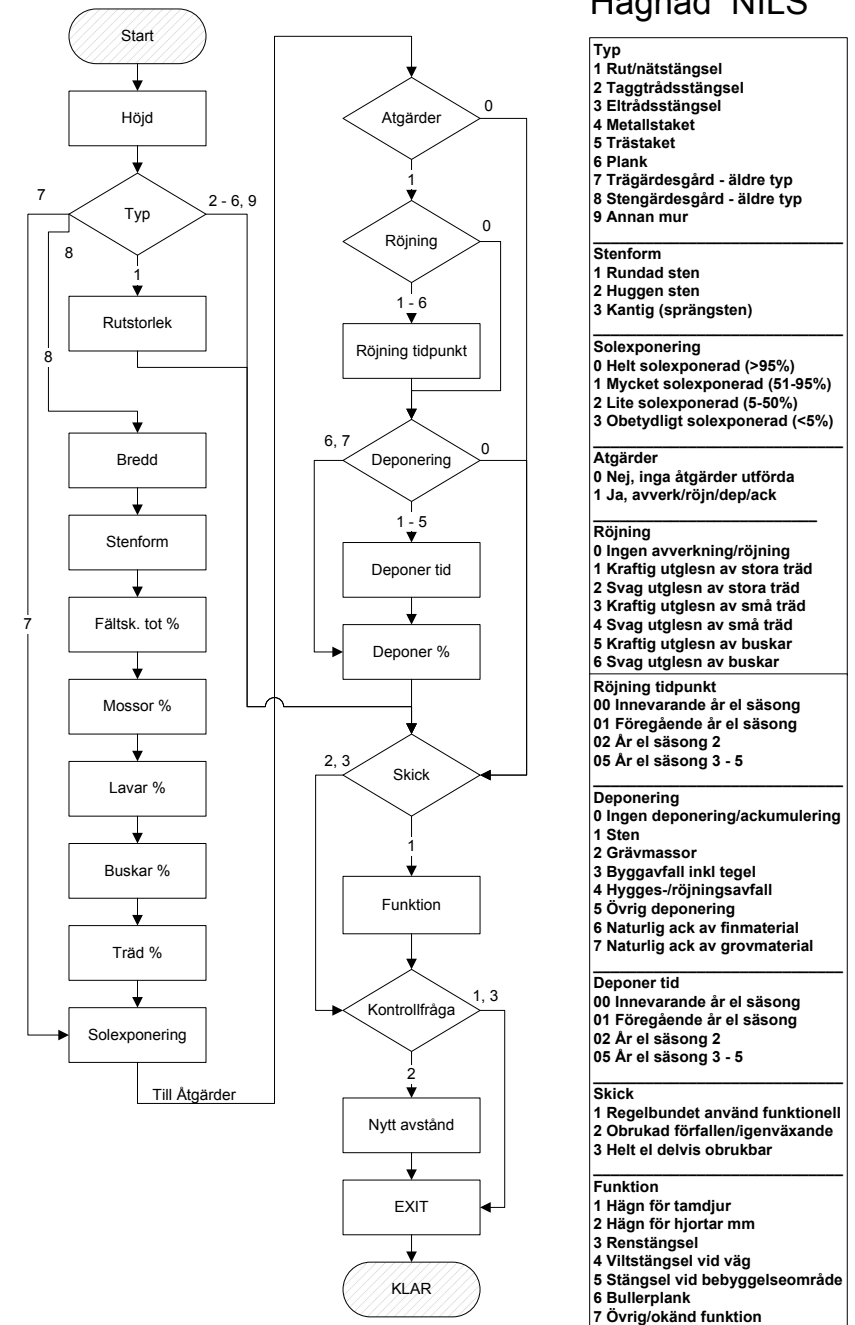 Start
Höjd
Typ
7
2 - 6, 9
8
1
Rutstorlek
8
Bredd
Stenform
Fältsk. tot %
7
Mossor %
Lavar %
Buskar %
Träd %
Solexponering
Till Åtgärder
Atgärder
0
1
Röjning
0
1 - 6
Röjning tidpunkt
Deponering
6, 7
0
1 - 5
Deponer tid
Deponer %
Skick
2, 3
1
Funktion
Kontrollfråga
1, 3
2
Nytt avstånd
EXIT
KLAR
Hägnad NILS
Typ
1 Rut/nätstängsel
2 Taggtrådsstängsel
3 Eltrådsstängsel
4 Metallstaket
5 Trästaket
6 Plank
7 Trägärdesgård - äldre typ
8 Stengärdesgård - äldre typ
9 Annan mur
Stenform
1 Rundad sten
2 Huggen sten
3 Kantig (sprängsten)
Solexponering
0 Helt solexponerad (>95%)
1 Mycket solexponerad (51-95%)
2 Lite solexponerad (5-50%)
3 Obetydligt solexponerad (<5%)
Atgärder
0 Nej, inga åtgärder utförda
1 Ja, avverk/röjn/dep/ack
Röjning
0 Ingen avverkning/röjning
1 Kraftig utglesn av stora träd
2 Svag utglesn av stora träd
3 Kraftig utglesn av små träd
4 Svag utglesn av små träd
5 Kraftig utglesn av buskar
6 Svag utglesn av buskar
Röjning tidpunkt
00 Innevarande år el säsong
01 Föregående år el säsong
02 År el säsong 2
05 År el säsong 3 - 5
Deponering
0 Ingen deponering/ackumulering
1 Sten
2 Grävmassor
3 Byggavfall inkl tegel
4 Hygges-/röjningsavfall
5 Övrig deponering
6 Naturlig ack av finmaterial
7 Naturlig ack av grovmaterial
Deponer tid
00 Innevarande år el säsong
01 Föregående år el säsong
02 År el säsong 2
05 År el säsong 3 - 5
Skick
1 Regelbundet använd funktionell
2 Obrukad förfallen/igenväxande
3 Helt el delvis obrukbar
Funktion
1 Hägn för tamdjur
2 Hägn för hjortar mm
3 Renstängsel
4 Viltstängsel vid väg
5 Stängsel vid bebyggelseområde
6 Bullerplank
7 Övrig/okänd funktion